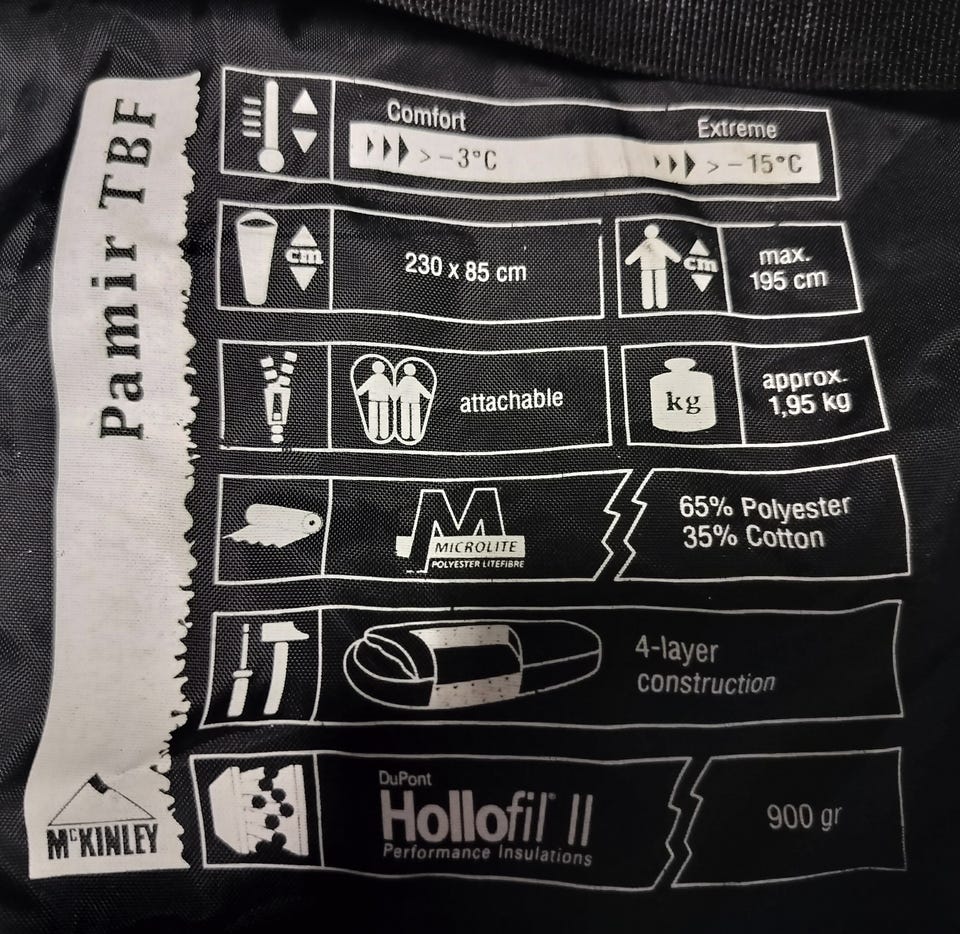 Pamir TBF
McKINLEY
Comfort
Extreme
> -3°C
> -15°C
cm
230 x 85 cm
cm
max.
195 cm
attachable
kg
approx.
1,95 kg
M
MICROLITE
POLYESTER LITEFIBRE
65% Polyester
35% Cotton
4-layer
construction
DuPont
Hollofil® II
Performance Insulations
900 gr